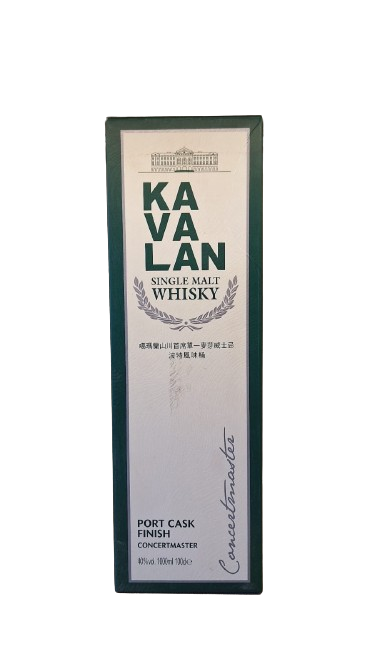 KA
VA
LAN
SINGLE MALT
WHISKY
噶瑪蘭山川首席單一麥芽威士忌
波特風味桶
Concertmaster
PORT CASK
FINISH
CONCERTMASTER
40%vol. 1000ml 100cl e